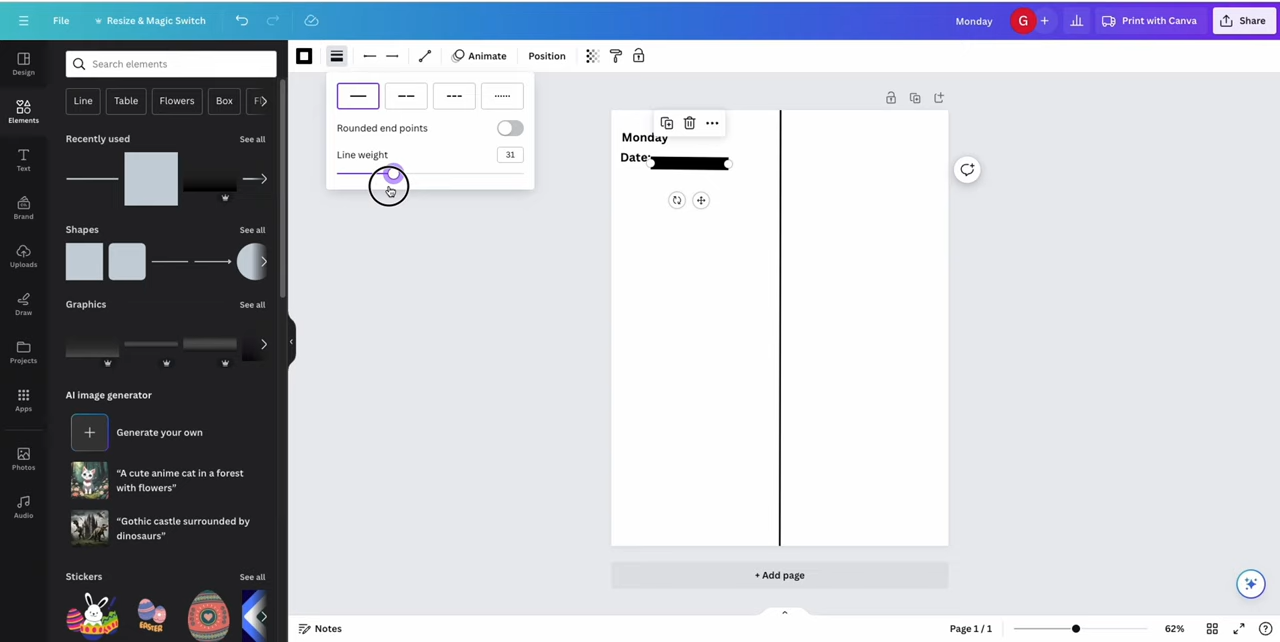 File
Resize & Magic Switch
Monday
G
+
Print with Canva
Share
Design
Elements
Text
Brand
Uploads
Draw
Projects
Apps
Photos
Audio
Search elements
Line
Table
Flowers
Box
Recently used
See all
Shapes
See all
Graphics
See all
AI image generator
Generate your own
“A cute anime cat in a forest
with flowers”
“Gothic castle surrounded by
dinosaurs”
Stickers
See all
EASTER
Animate
Position
Rounded end points
Line weight
31
Monday
Date:
+ Add page
Notes
Page 1 / 1
62%